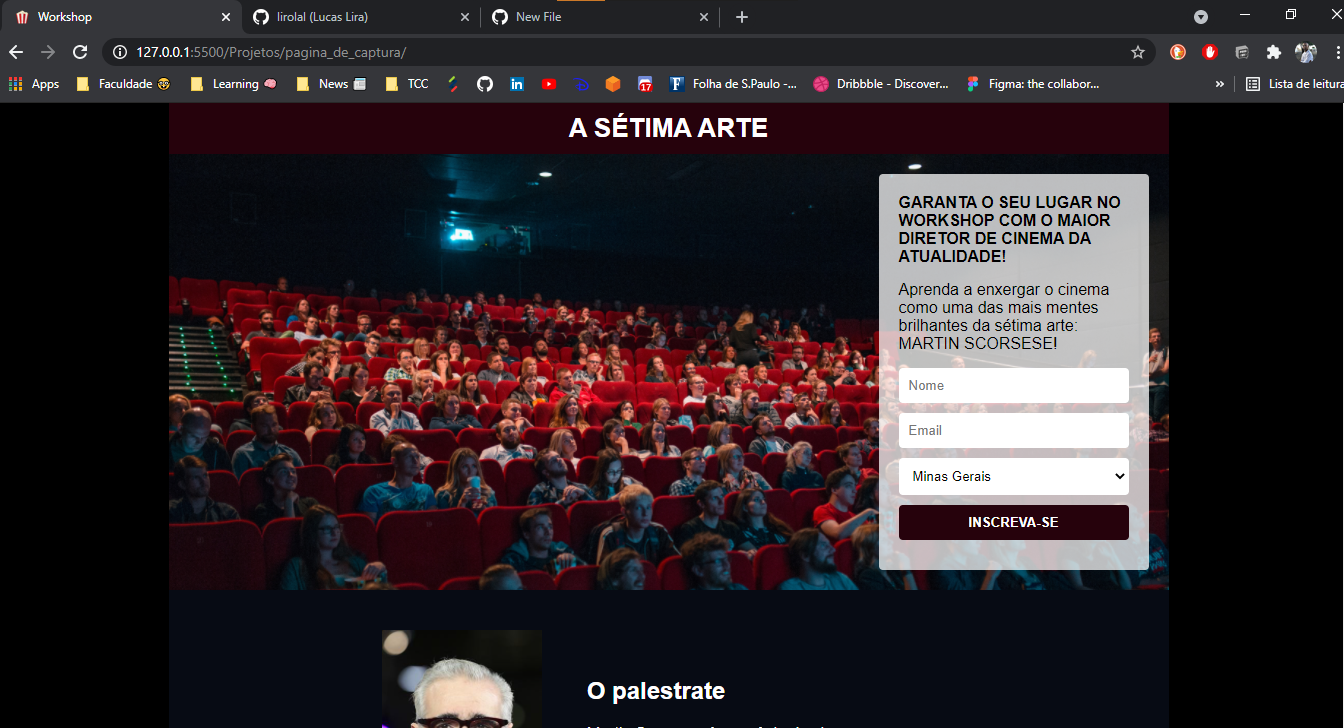 Workshop
lirolal (Lucas Lira)
New File
127.0.0.1:5500/Projetos/pagina_de_captura/
Apps Faculdade Learning News TCC 17 Folha de S.Paulo -... Dribbble - Discover... Figma: the collabor... » Lista de leitura
A SÉTIMA ARTE
GARANTA O SEU LUGAR NO
WORKSHOP COM O MAIOR
DIRETOR DE CINEMA DA
ATUALIDADE!
Aprenda a enxergar o cinema
como uma das mais mentes
brilhantes da sétima arte:
MARTIN SCORSESE!
Nome
Email
Minas Gerais
INSCREVA-SE
O palestrate